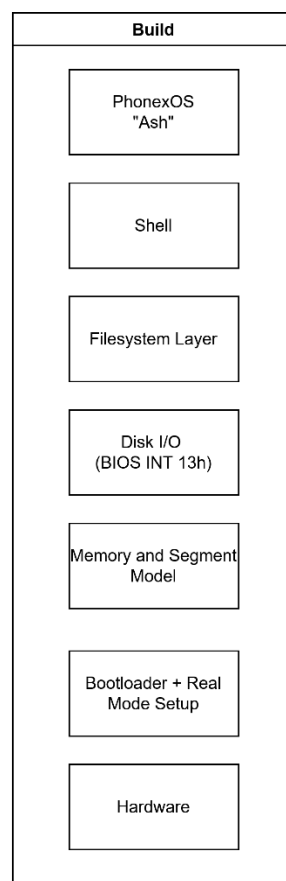 Build
PhonexOS
"Ash"
Shell
Filesystem Layer
Disk I/O
(BIOS INT 13h)
Memory and Segment
Model
Bootloader + Real
Mode Setup
Hardware